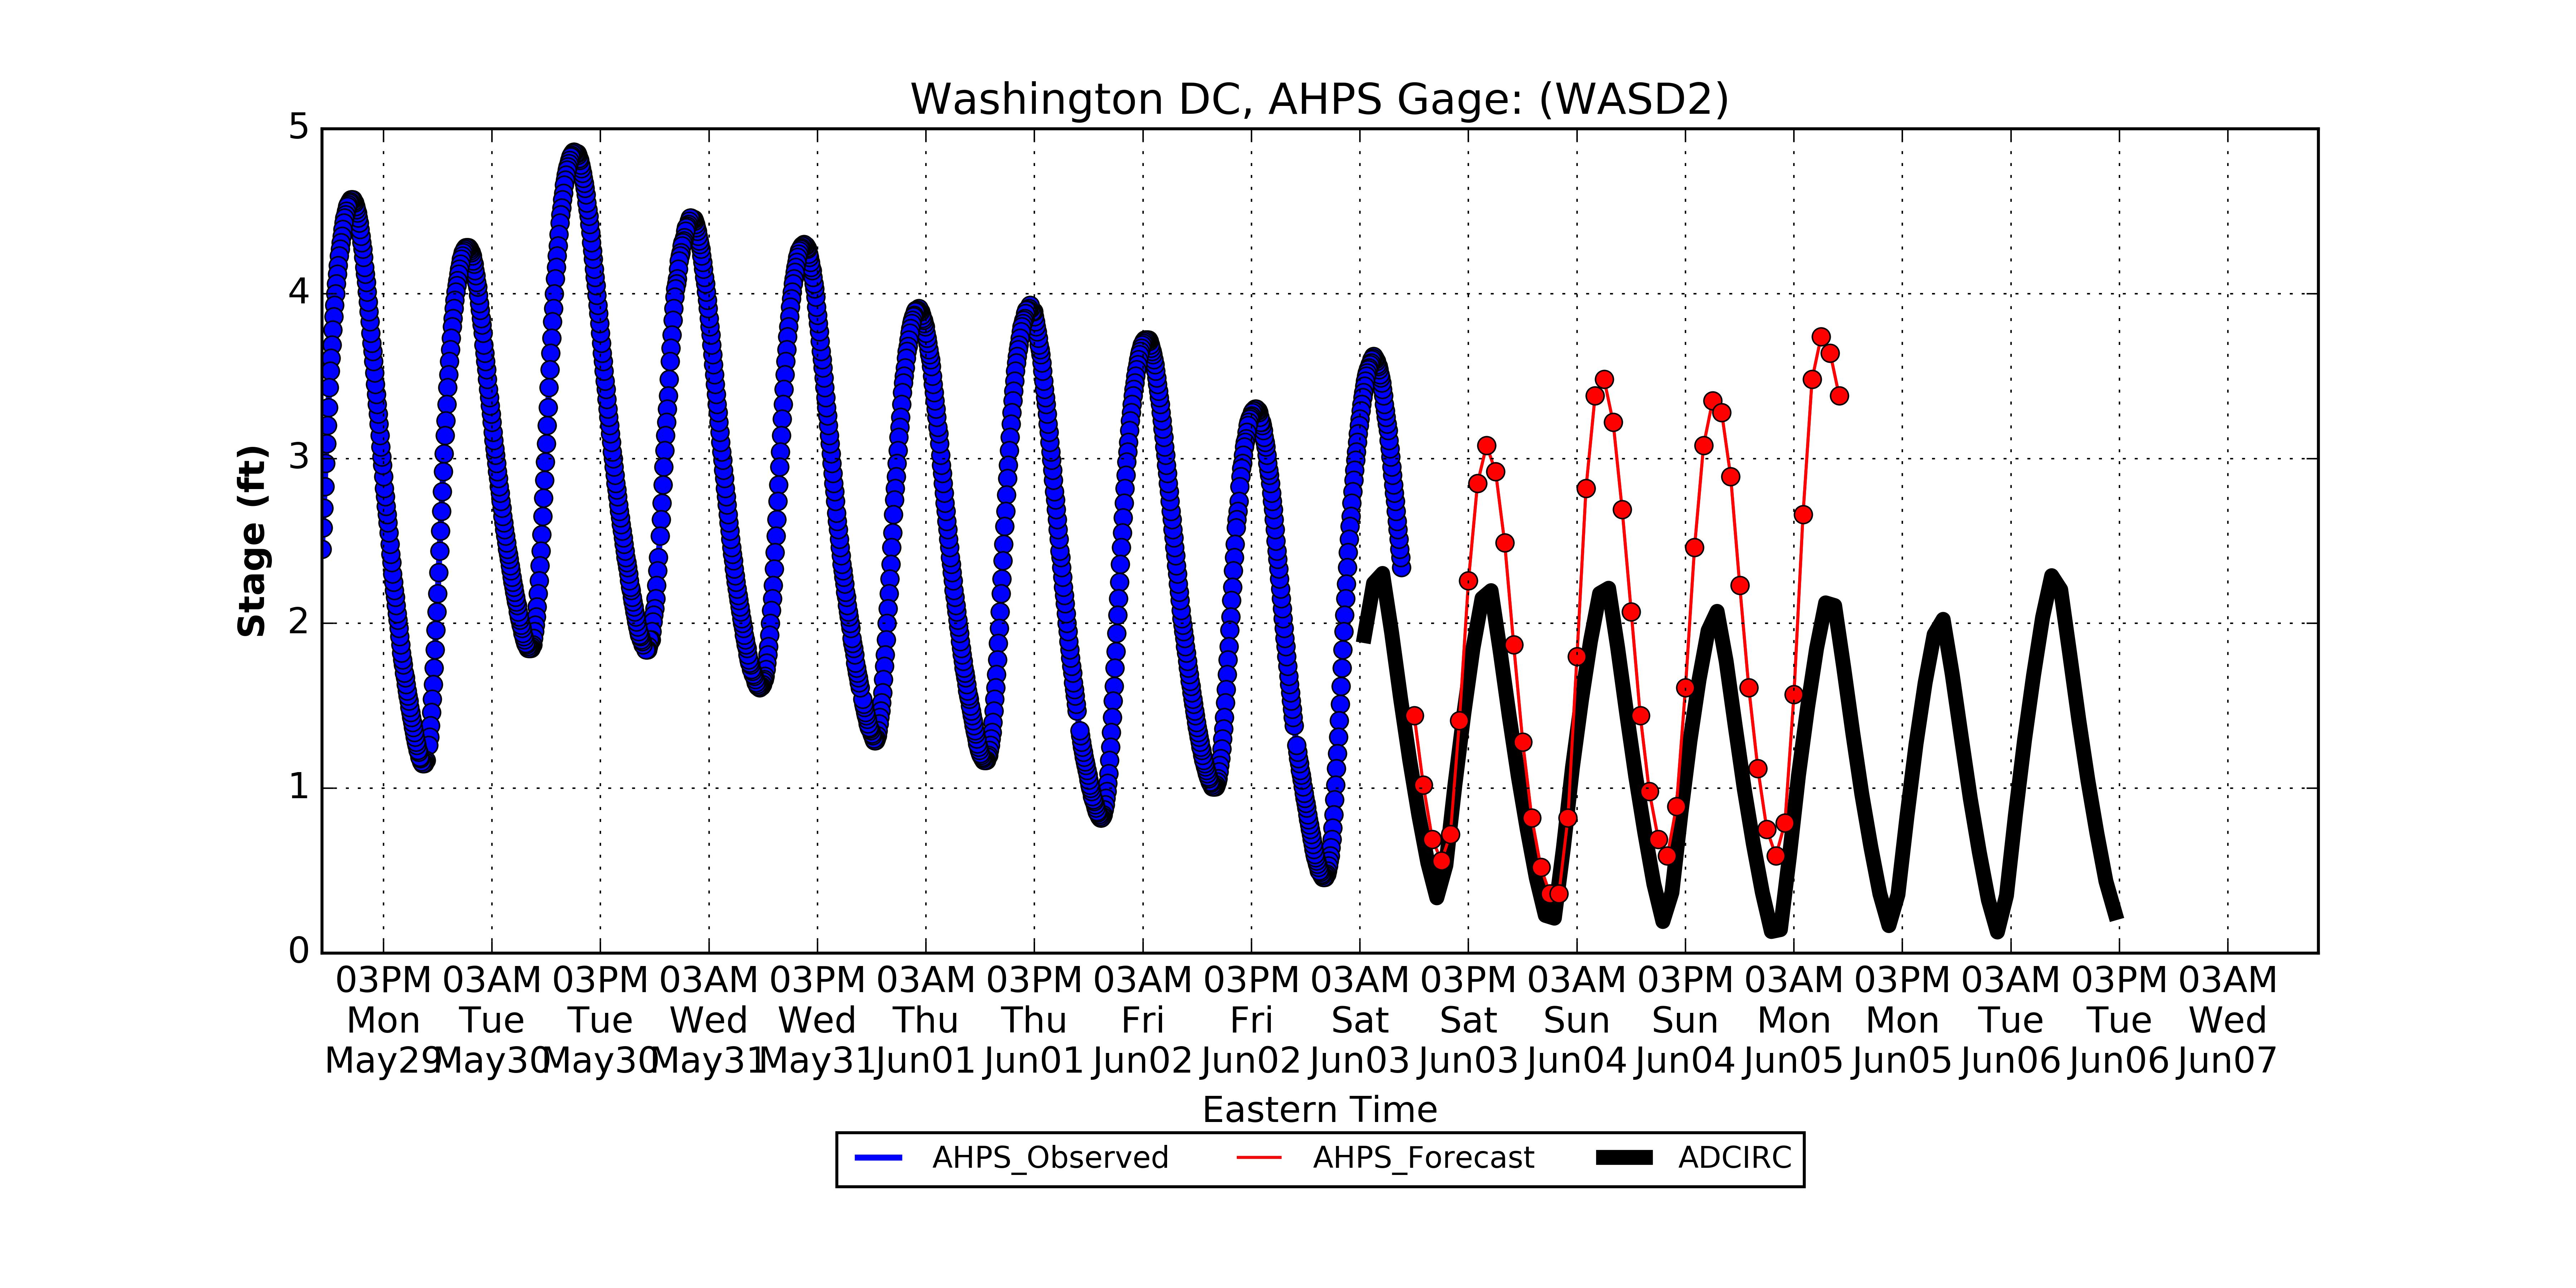 Washington DC, AHPS Gage: (WASD2)
Stage (ft)
5
4
3
2
1
0
03PM 03AM 03PM 03AM 03PM 03AM 03PM 03AM 03PM 03AM 03PM 03AM 03PM 03AM 03PM 03AM 03PM 03AM
Mon Tue Tue Wed Wed Thu Thu Fri Fri Sat Sat Sun Sun Mon Mon Tue Tue Wed
May29 May30 May30 May31 May31 Jun01 Jun01 Jun02 Jun02 Jun03 Jun03 Jun04 Jun04 Jun05 Jun05 Jun06 Jun06 Jun07
Eastern Time
AHPS_Observed AHPS_Forecast ADCIRC